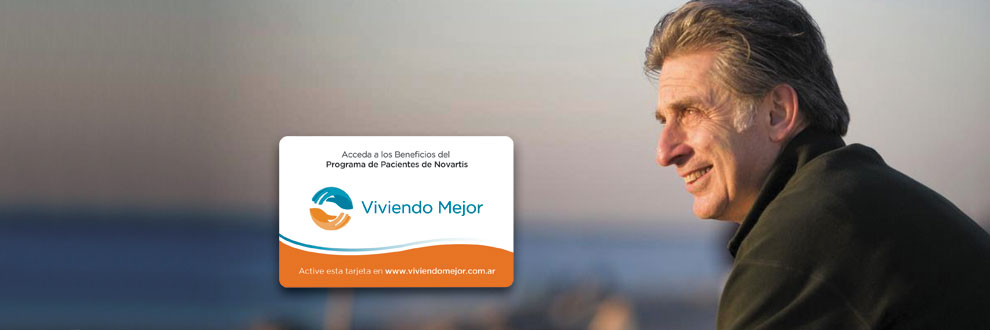 Acceda a los Beneficios del
Programa de Pacientes de Novartis
Viviendo Mejor
Active esta tarjeta en www.viviendomejor.com.ar